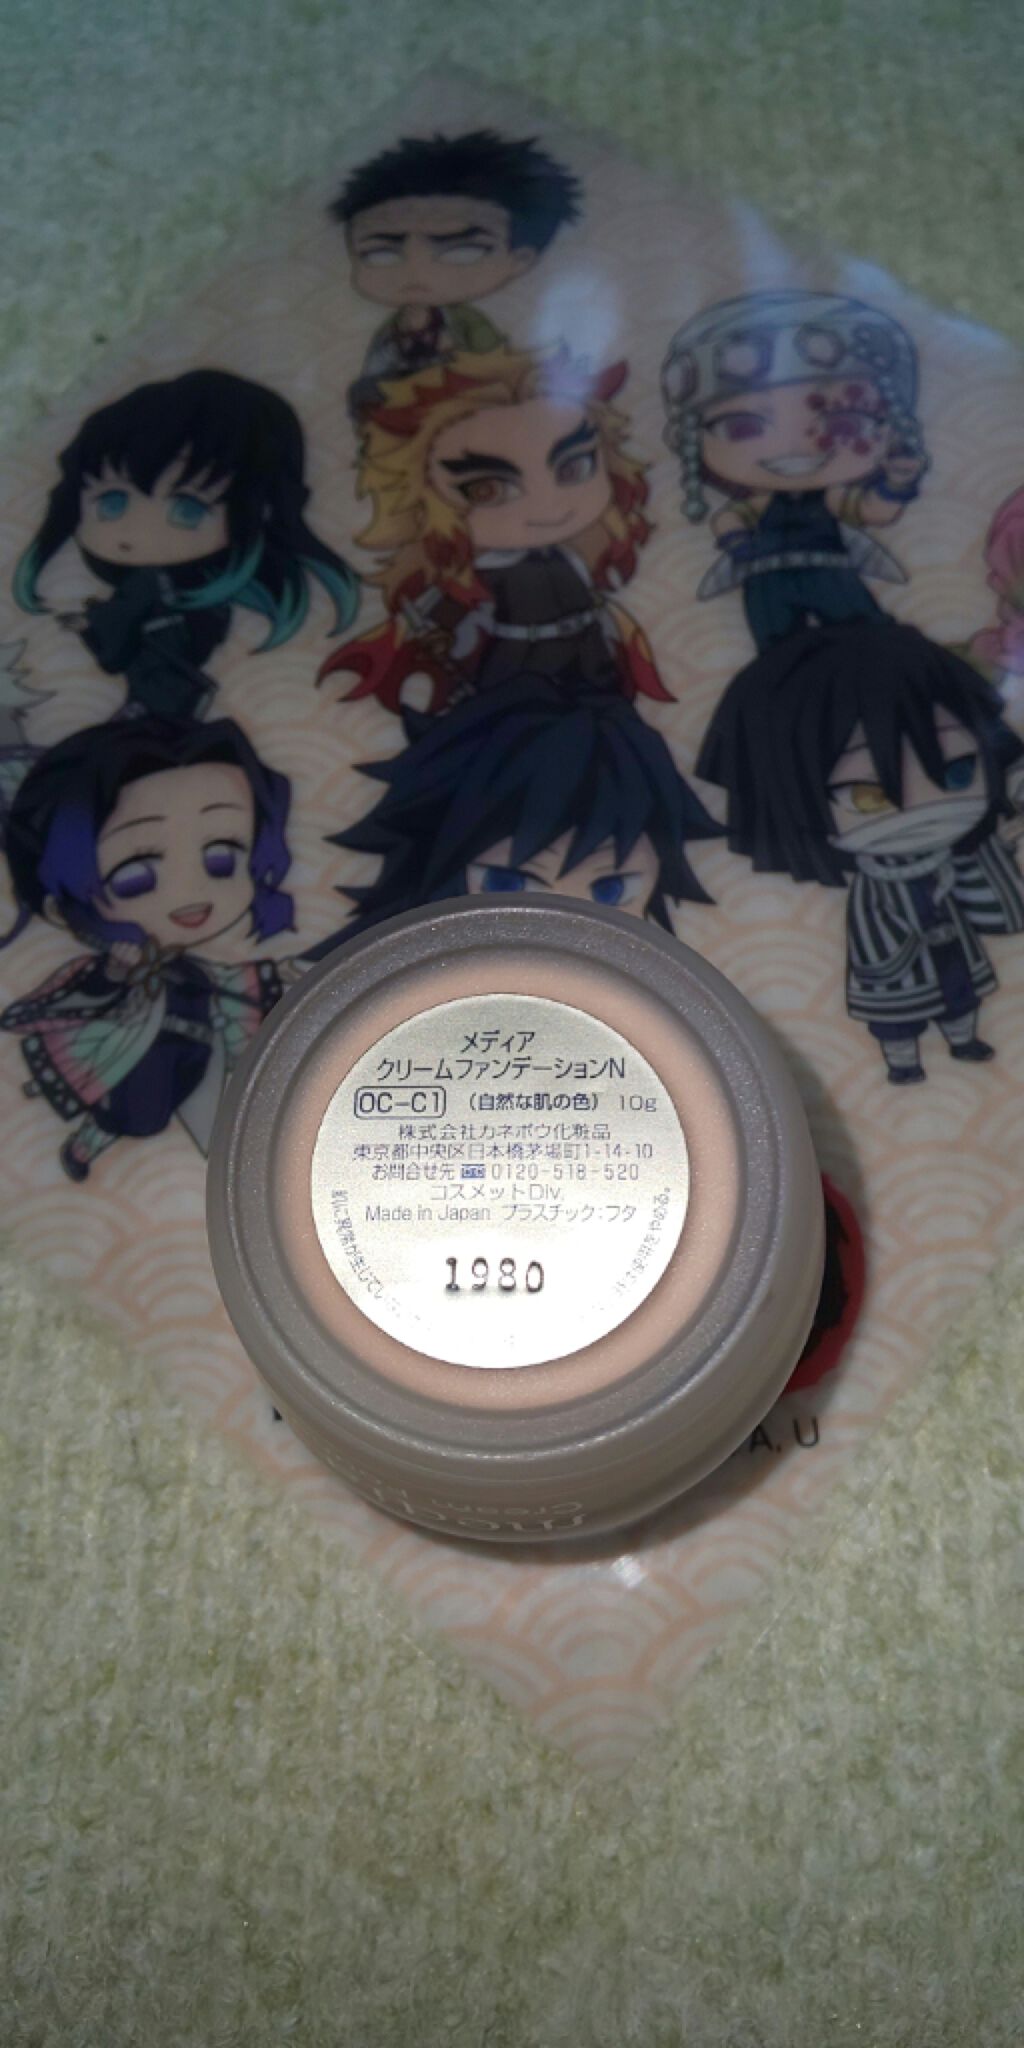 メディア
クリームファンデーションN
OC-C1 (自然な肌の色) 10g
株式会社カネボウ化粧品
東京都中央区日本橋茅場町1-14-10
お問合せ先 0120-518-520
コスメットDiv.
Made in Japan プラスチック:フタ
1980
media
Cream
A, U